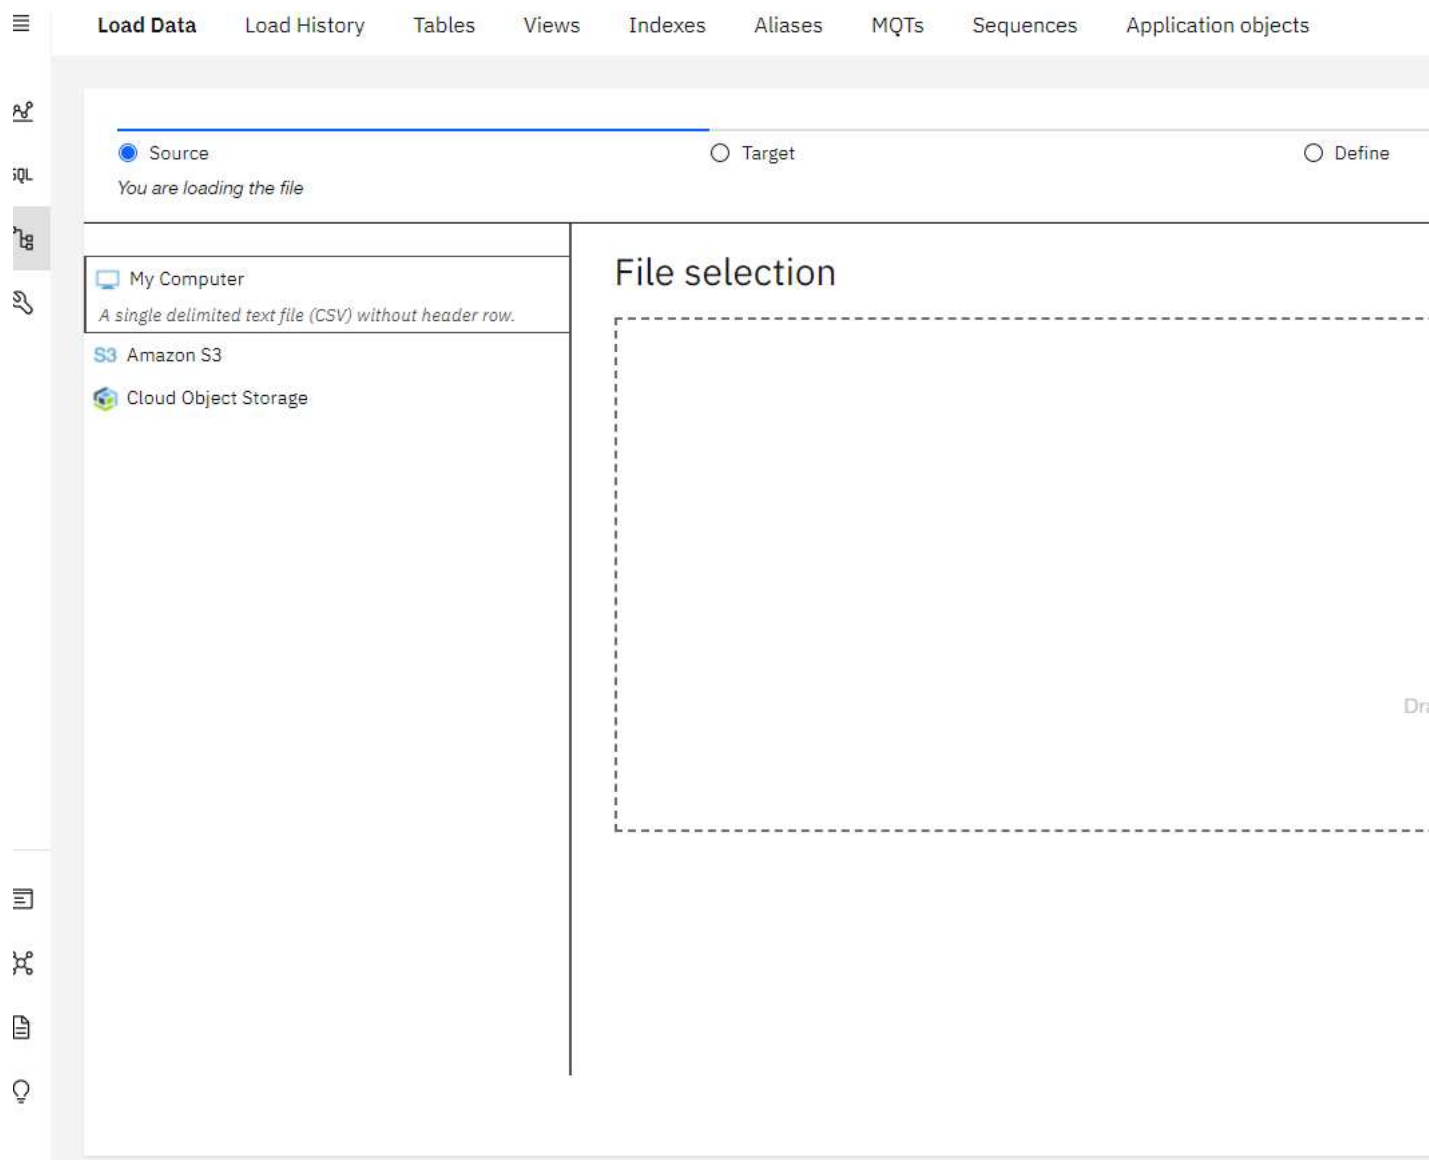 Load Data Load History Tables Views Indexes Aliases MQTs Sequences Application objects
Source Target Define
You are loading the file
My Computer
A single delimited text file (CSV) without header row.
S3 Amazon S3
Cloud Object Storage
File selection